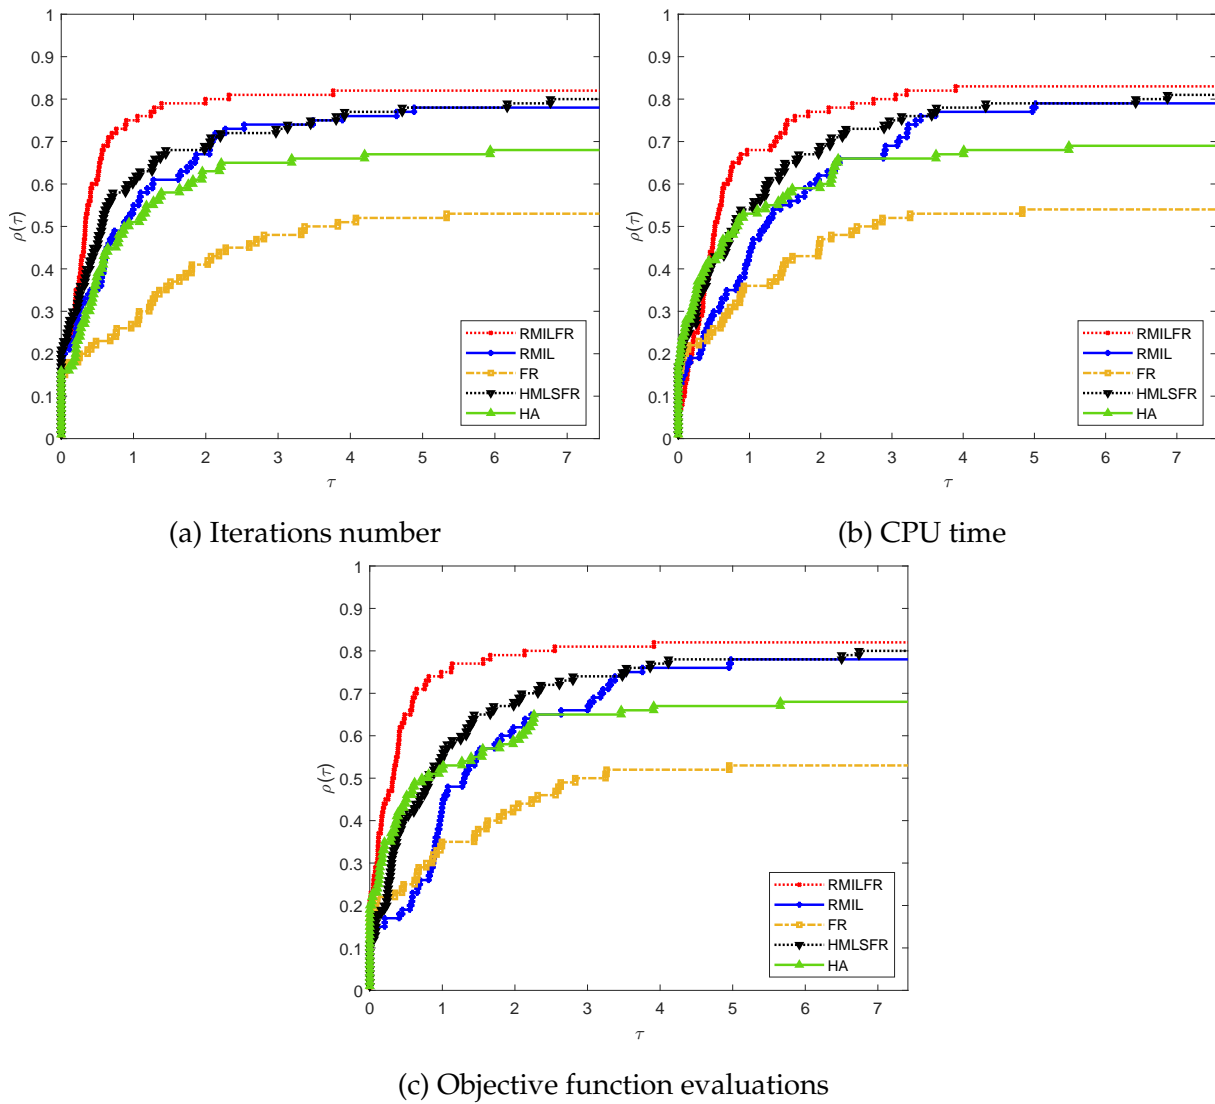 1
0.9
0.8
0.7
0.6
0.5
0.4
0.3
0.2
0.1
0
ρ(τ)
0 1 2 3 4 5 6 7
τ
RMILFR
RMIL
FR
HMLSFR
HA
(a) Iterations number
1
0.9
0.8
0.7
0.6
0.5
0.4
0.3
0.2
0.1
0
ρ(τ)
0 1 2 3 4 5 6 7
τ
RMILFR
RMIL
FR
HMLSFR
HA
(b) CPU time
1
0.9
0.8
0.7
0.6
0.5
0.4
0.3
0.2
0.1
0
ρ(τ)
0 1 2 3 4 5 6 7
τ
RMILFR
RMIL
FR
HMLSFR
HA
(c) Objective function evaluations